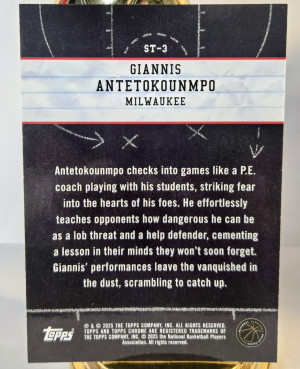 ST-3
GIANNIS
ANTETOKOUNMPO
MILWAUKEE
Antetokounmpo checks into games like a P.E.
coach playing with his students, striking fear
into the hearts of his foes. He effortlessly
teaches opponents how dangerous he can be
as a lob threat and a help defender, cementing
a lesson in their minds they won't soon forget.
Giannis' performances leave the vanquished in
the dust, scrambling to catch up.
Topps
® & © 2025 THE TOPPS COMPANY, INC. ALL RIGHTS RESERVED.
TOPPS AND TOPPS CHROME ARE REGISTERED TRADEMARKS OF
THE TOPPS COMPANY, INC. © 2025 the National Basketball Players
Association. All rights reserved.